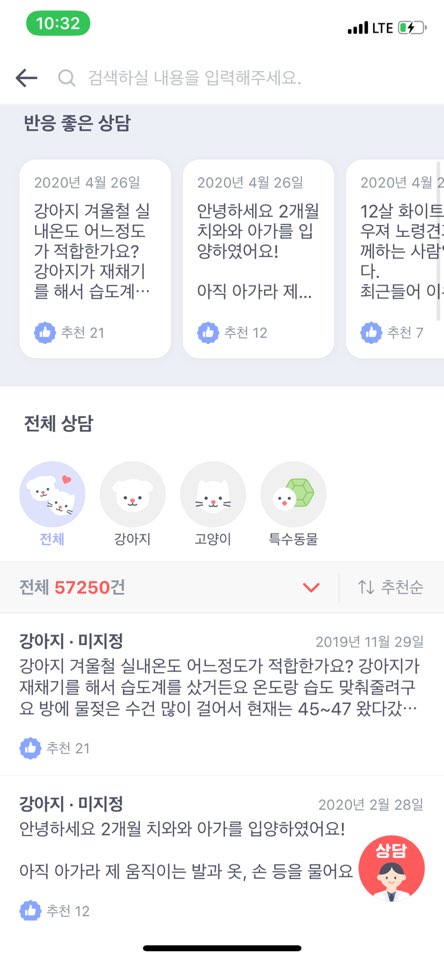 10:32
LTE
검색하실 내용을 입력해주세요.
반응 좋은 상담
2020년 4월 26일
강아지 겨울철 실
내온도 어느정도
가 적합한가요?
강아지가 재채기
를 해서 습도계…
추천 21
2020년 4월 26일
안녕하세요 2개월
치와와 아가를 입
양하였어요!
아직 아가라 제...
추천 12
2020년 4월 2
12살 화이트
우져 노령견
께하는 사람
다.
최근들어 이
추천 7
전체 상담
전체
강아지
고양이
특수동물
전체 57250건
추천순
강아지 · 미지정
2019년 11월 29일
강아지 겨울철 실내온도 어느정도가 적합한가요? 강아지가
재채기를 해서 습도계를 샀거든요 온도랑 습도 맞춰줄려구
요 방에 물젖은 수건 많이 걸어서 현재는 45~47 왔다갔…
추천 21
강아지 · 미지정
2020년 2월 28일
안녕하세요 2개월 치와와 아가를 입양하였어요!
아직 아가라 제 움직이는 발과 옷, 손 등을 물어요
상담
추천 12